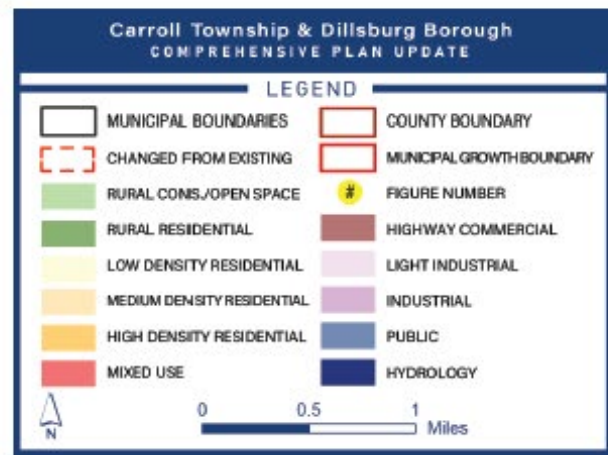 Carroll Township & Dillsburg Borough
COMPREHENSIVE PLAN UPDATE
LEGEND
MUNICIPAL BOUNDARIES
COUNTY BOUNDARY
CHANGED FROM EXISTING
MUNICIPAL GROWTH BOUNDARY
RURAL CONS./OPEN SPACE
# FIGURE NUMBER
RURAL RESIDENTIAL
HIGHWAY COMMERCIAL
LOW DENSITY RESIDENTIAL
LIGHT INDUSTRIAL
MEDIUM DENSITY RESIDENTIAL
INDUSTRIAL
HIGH DENSITY RESIDENTIAL
PUBLIC
MIXED USE
HYDROLOGY
N
0 0.5 1
Miles